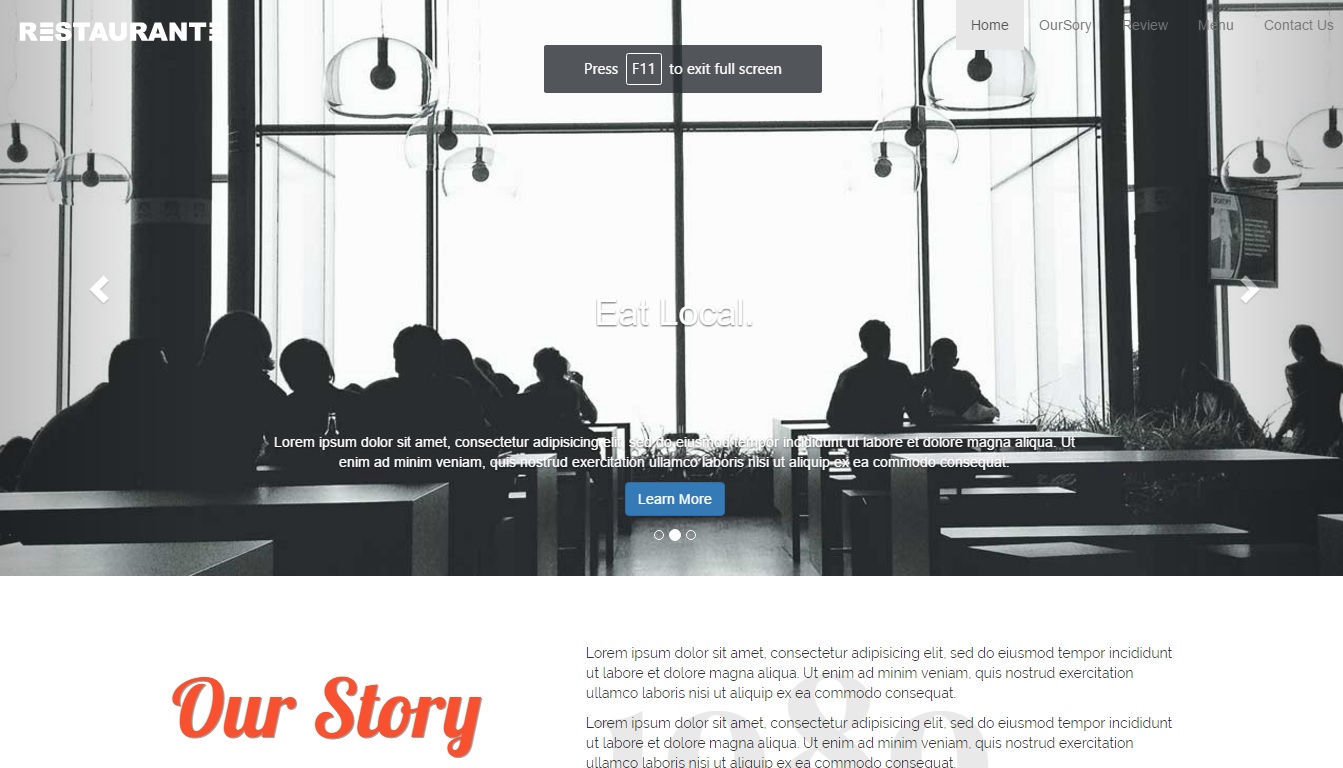 RESTAURANTE
Home OurSory Review Menu Contact Us
Press F11 to exit full screen
Eat Local.
Lorem ipsum dolor sit amet, consectetur adipisicing elit, sed do eiusmod tempor incididunt ut labore et dolore magna aliqua. Ut
enim ad minim veniam, quis nostrud exercitation ullamco laboris nisi ut aliquip ex ea commodo consequat.
Learn More
Our Story
Lorem ipsum dolor sit amet, consectetur adipisicing elit, sed do eiusmod tempor incididunt
ut labore et dolore magna aliqua. Ut enim ad minim veniam, quis nostrud exercitation
ullamco laboris nisi ut aliquip ex ea commodo consequat.
Lorem ipsum dolor sit amet, consectetur adipisicing elit, sed do eiusmod tempor incididunt
ut labore et dolore magna aliqua. Ut enim ad minim veniam, quis nostrud exercitation
ullamco laboris nisi ut aliquip ex ea commodo consequat.